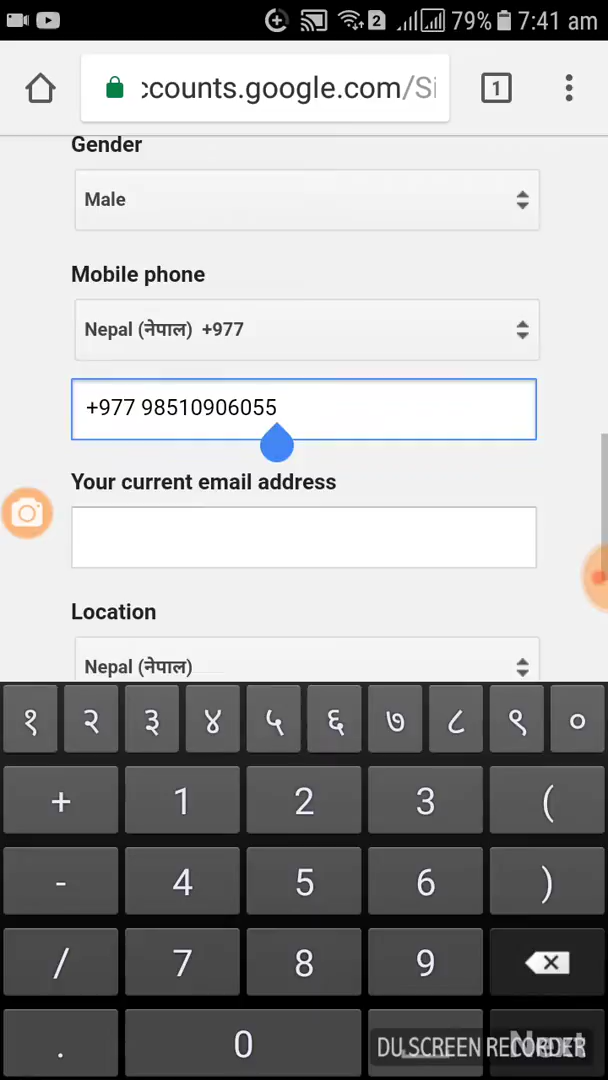 2 79% 7:41 am
ccounts.google.com/Si 1
Gender
Male
Mobile phone
Nepal (नेपाल) +977
+977 98510906055
Your current email address
Location
Nepal (नेपाल)
१ २ ३ ४ ५ ६ ७ ८ ९ ०
+ 1 2 3 (
- 4 5 6 )
/ 7 8 9
. 0 Next
DU SCREEN RECORDER